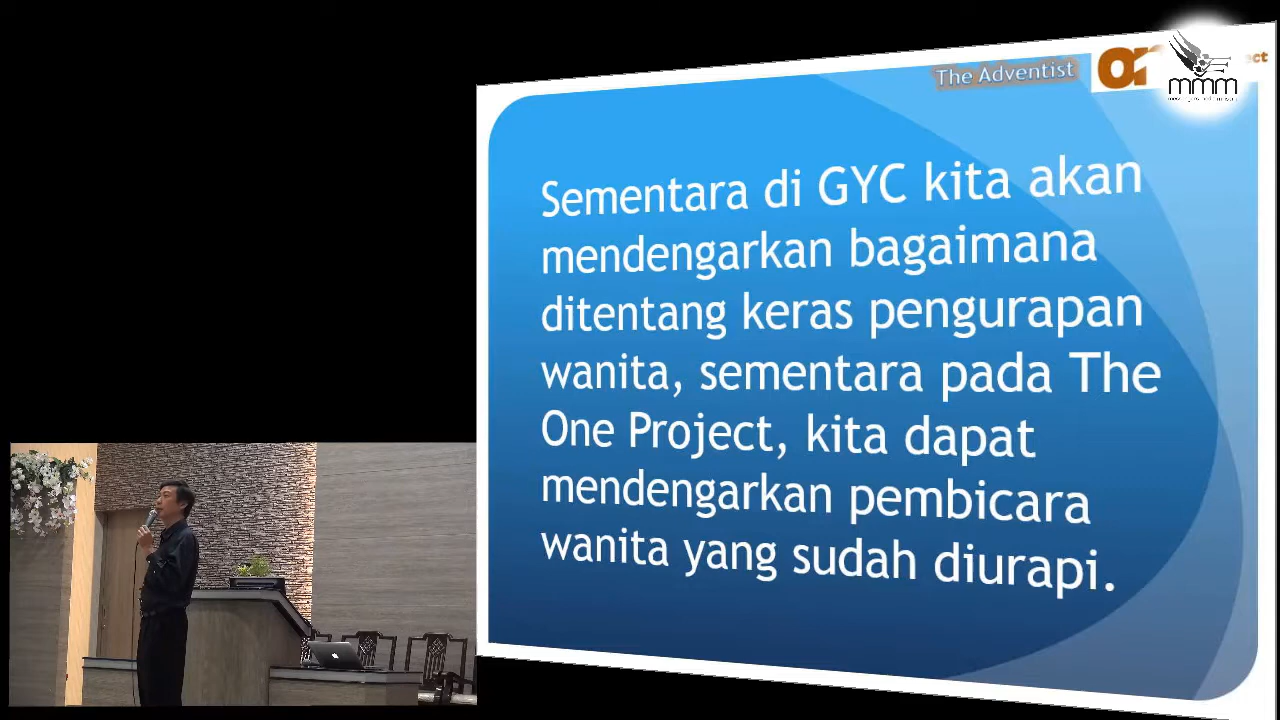 The Adventist
mmm
Sementara di GYC kita akan
mendengarkan bagaimana
ditentang keras pengurapan
wanita, sementara pada The
One Project, kita dapat
mendengarkan pembicara
wanita yang sudah diurapi.